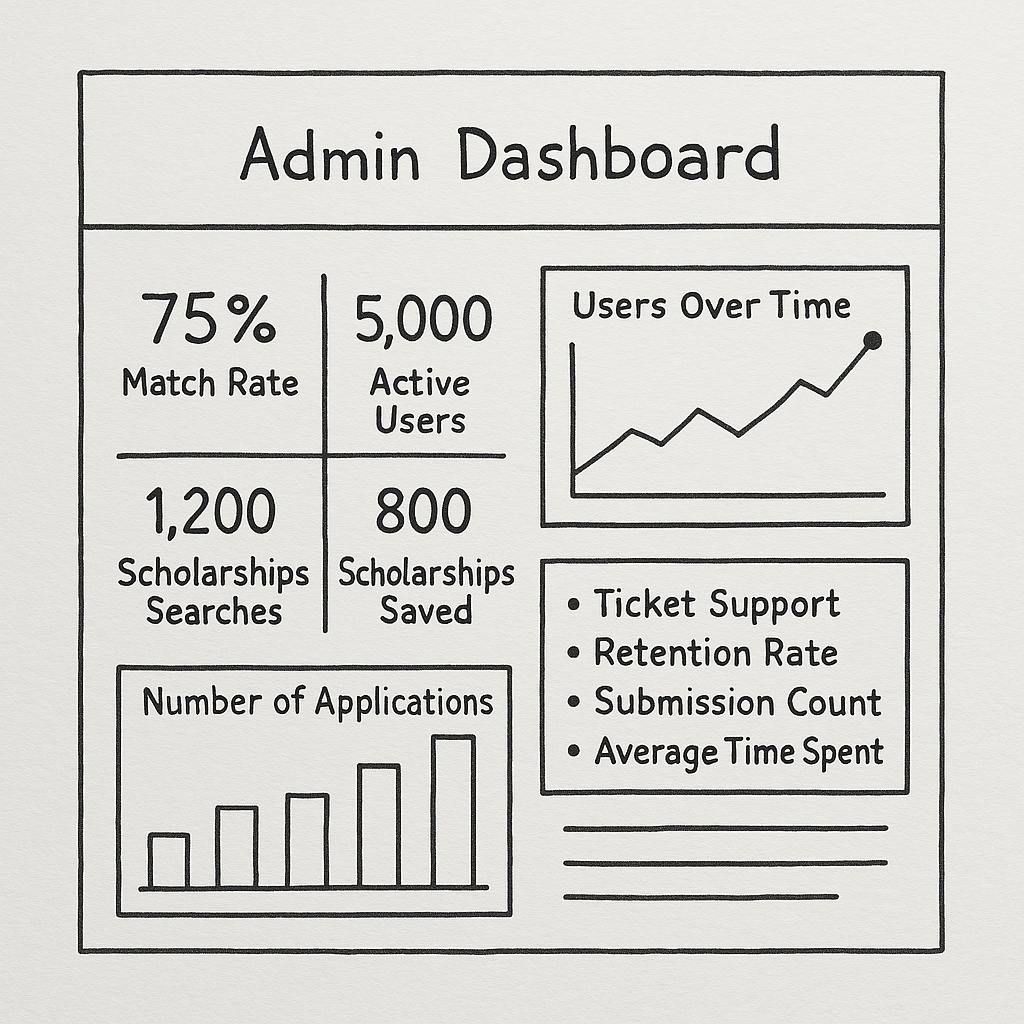 Admin Dashboard
75%
Match Rate
5,000
Active
Users
1,200
Scholarships
Searches
800
Scholarships
Saved
Number of Applications
Users Over Time
• Ticket Support
• Retention Rate
• Submission Count
• Average Time Spent